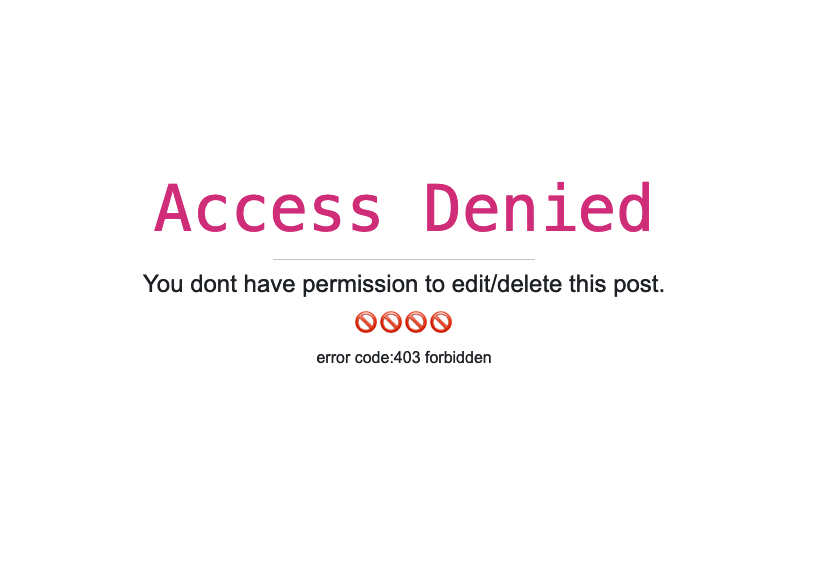 Access Denied
You dont have permission to edit/delete this post.
🚫🚫🚫🚫
error code:403 forbidden